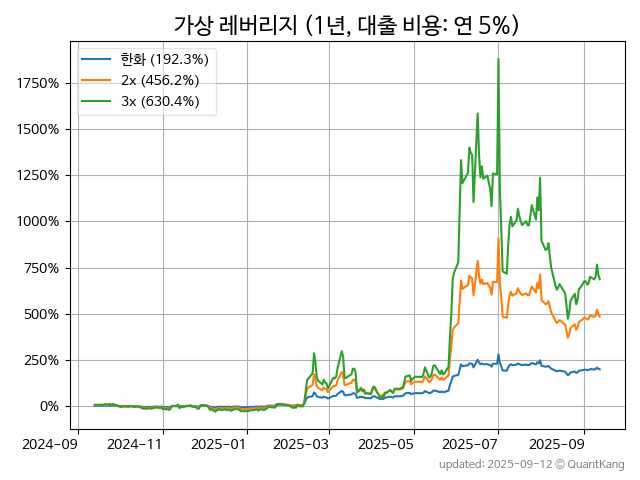 가상 레버리지 (1년, 대출 비용: 연 5%)
한화 (192.3%)
2x (456.2%)
3x (630.4%)
1750%
1500%
1250%
1000%
750%
500%
250%
0%
2024-09 2024-11 2025-01 2025-03 2025-05 2025-07 2025-09
updated: 2025-09-12 © QuantKang